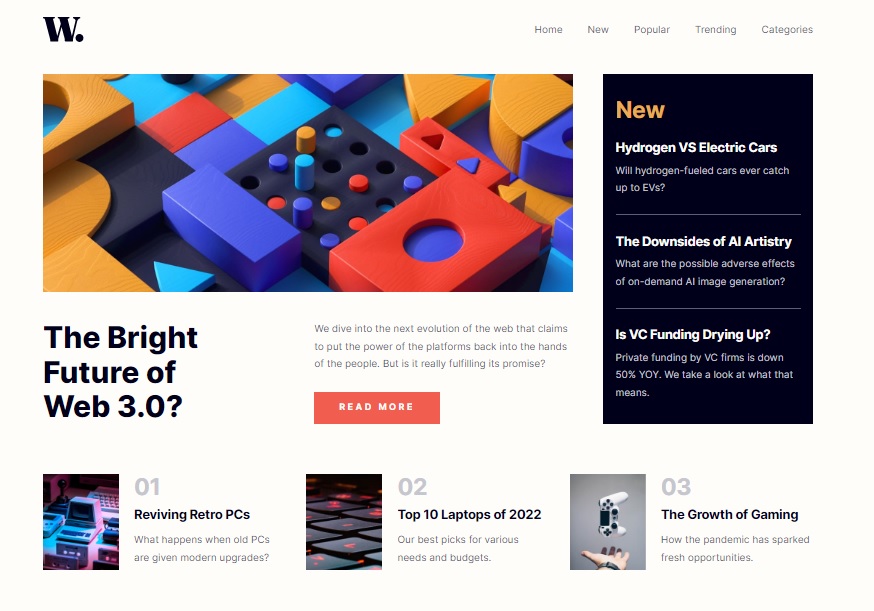 W.
Home New Popular Trending Categories
New
Hydrogen VS Electric Cars
Will hydrogen-fueled cars ever catch
up to EVs?
The Downsides of AI Artistry
What are the possible adverse effects
of on-demand AI image generation?
Is VC Funding Drying Up?
Private funding by VC firms is down
50% YOY. We take a look at what that
means.
The Bright
Future of
Web 3.0?
We dive into the next evolution of the web that claims
to put the power of the platforms back into the hands
of the people. But is it really fulfilling its promise?
READ MORE
01
Reviving Retro PCs
What happens when old PCs
are given modern upgrades?
02
Top 10 Laptops of 2022
Our best picks for various
needs and budgets.
03
The Growth of Gaming
How the pandemic has sparked
fresh opportunities.